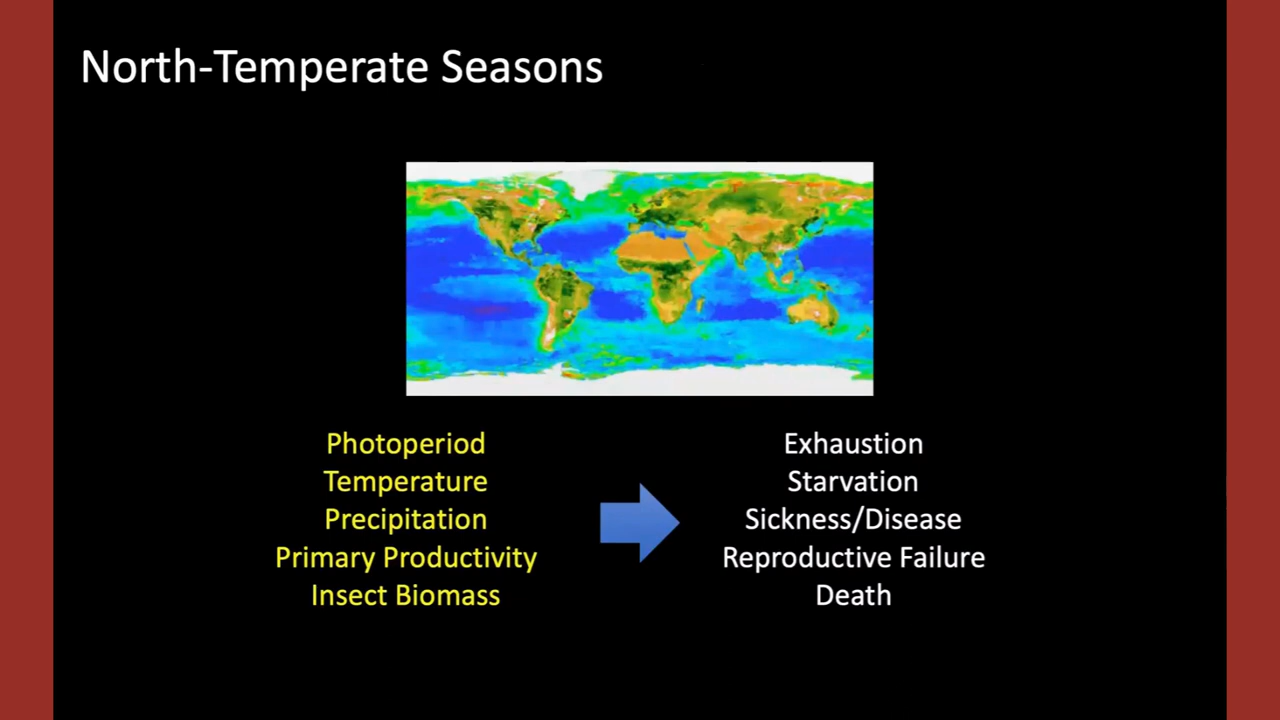 North-Temperate Seasons
Photoperiod
Temperature
Precipitation
Primary Productivity
Insect Biomass
Exhaustion
Starvation
Sickness/Disease
Reproductive Failure
Death